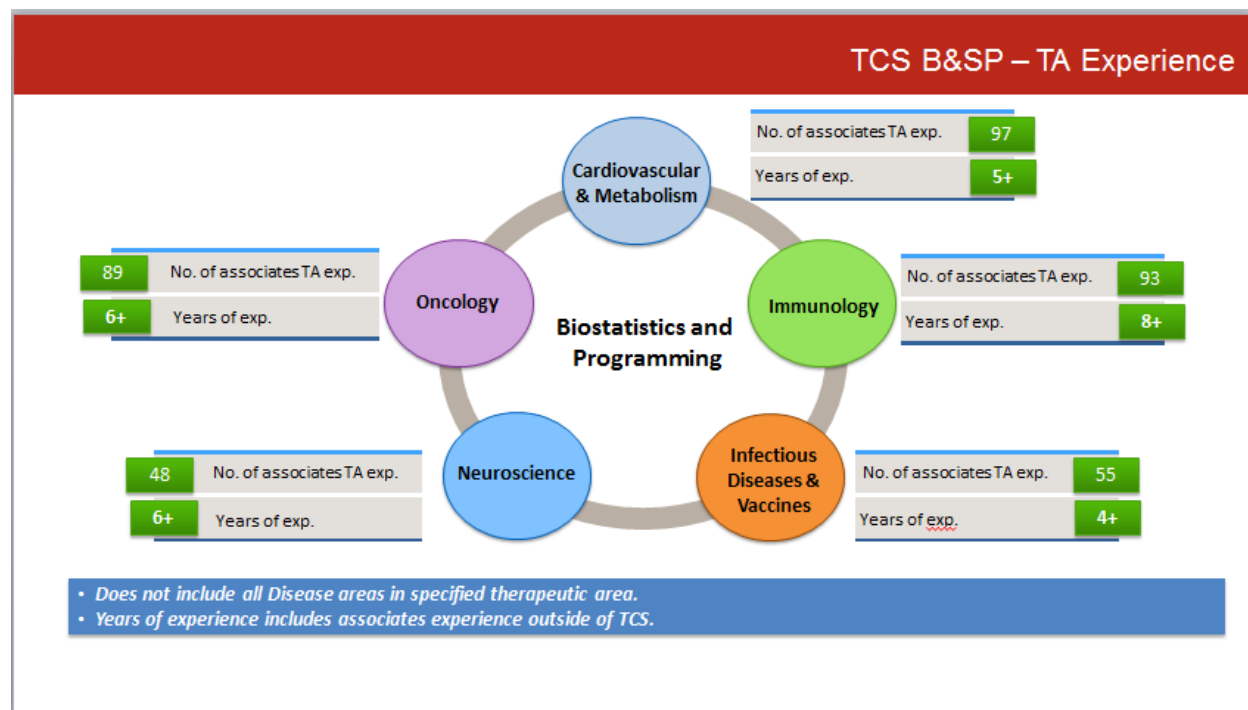 TCS B&SP – TA Experience
Cardiovascular
& Metabolism
No. of associates TA exp. 97
Years of exp. 5+
89 No. of associates TA exp.
6+ Years of exp.
Oncology
Immunology
No. of associates TA exp. 93
Years of exp. 8+
Biostatistics and
Programming
48 No. of associates TA exp.
6+ Years of exp.
Neuroscience
Infectious
Diseases &
Vaccines
No. of associates TA exp. 55
Years of exp. 4+
• Does not include all Disease areas in specified therapeutic area.
• Years of experience includes associates experience outside of TCS.